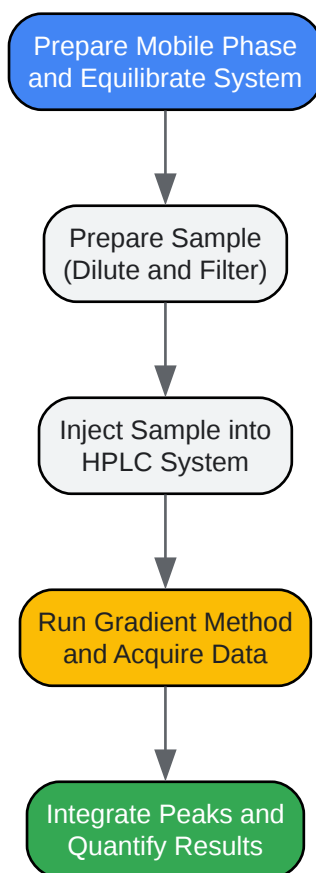 Prepare Mobile Phase
and Equilibrate System
Prepare Sample
(Dilute and Filter)
Inject Sample into
HPLC System
Run Gradient Method
and Acquire Data
Integrate Peaks and
Quantify Results